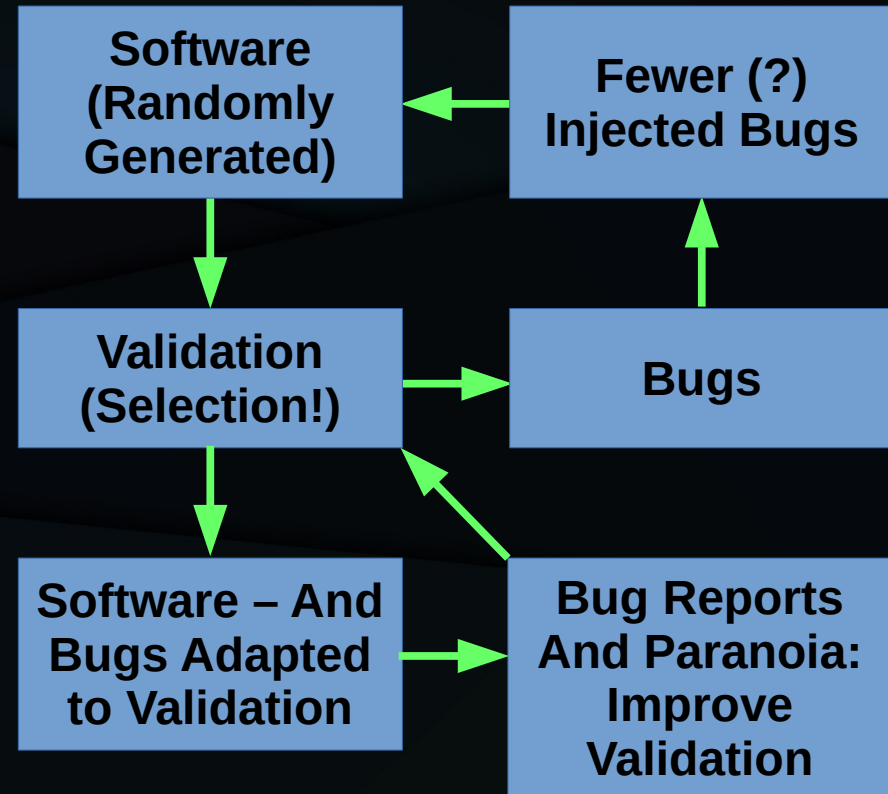 Software
(Randomly
Generated)
Fewer (?)
Injected Bugs
Validation
(Selection!)
Bugs
Software – And
Bugs Adapted
to Validation
Bug Reports
And Paranoia:
Improve
Validation